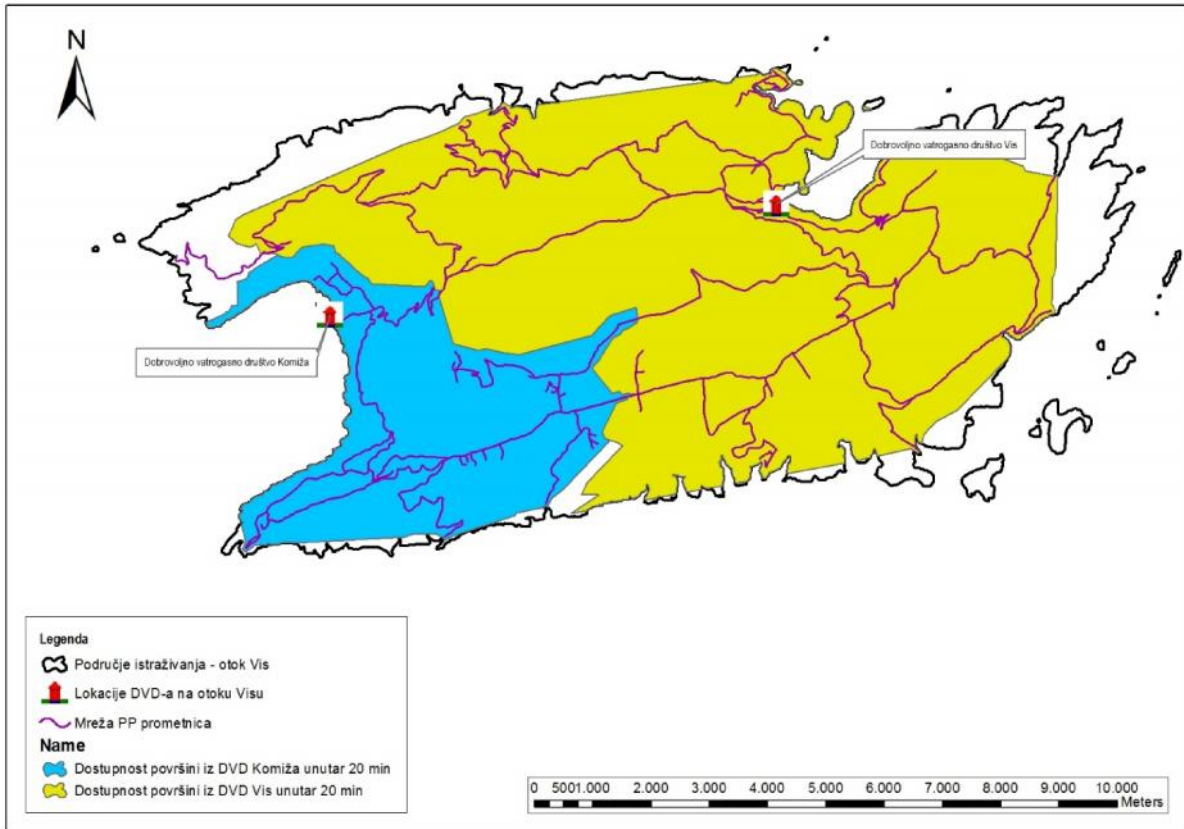 N
Dobrovoljno vatrogasno društvo Vis
Dobrovoljno vatrogasno društvo Komiža
Legenda
Područje istraživanja - otok Vis
Lokacije DVD-a na otoku Visu
Mreža PP prometnica
Name
Dostupnost površini iz DVD Komiža unutar 20 min
Dostupnost površini iz DVD Vis unutar 20 min
0 5001.000 2.000 3.000 4.000 5.000 6.000 7.000 8.000 9.000 10.000
Meters